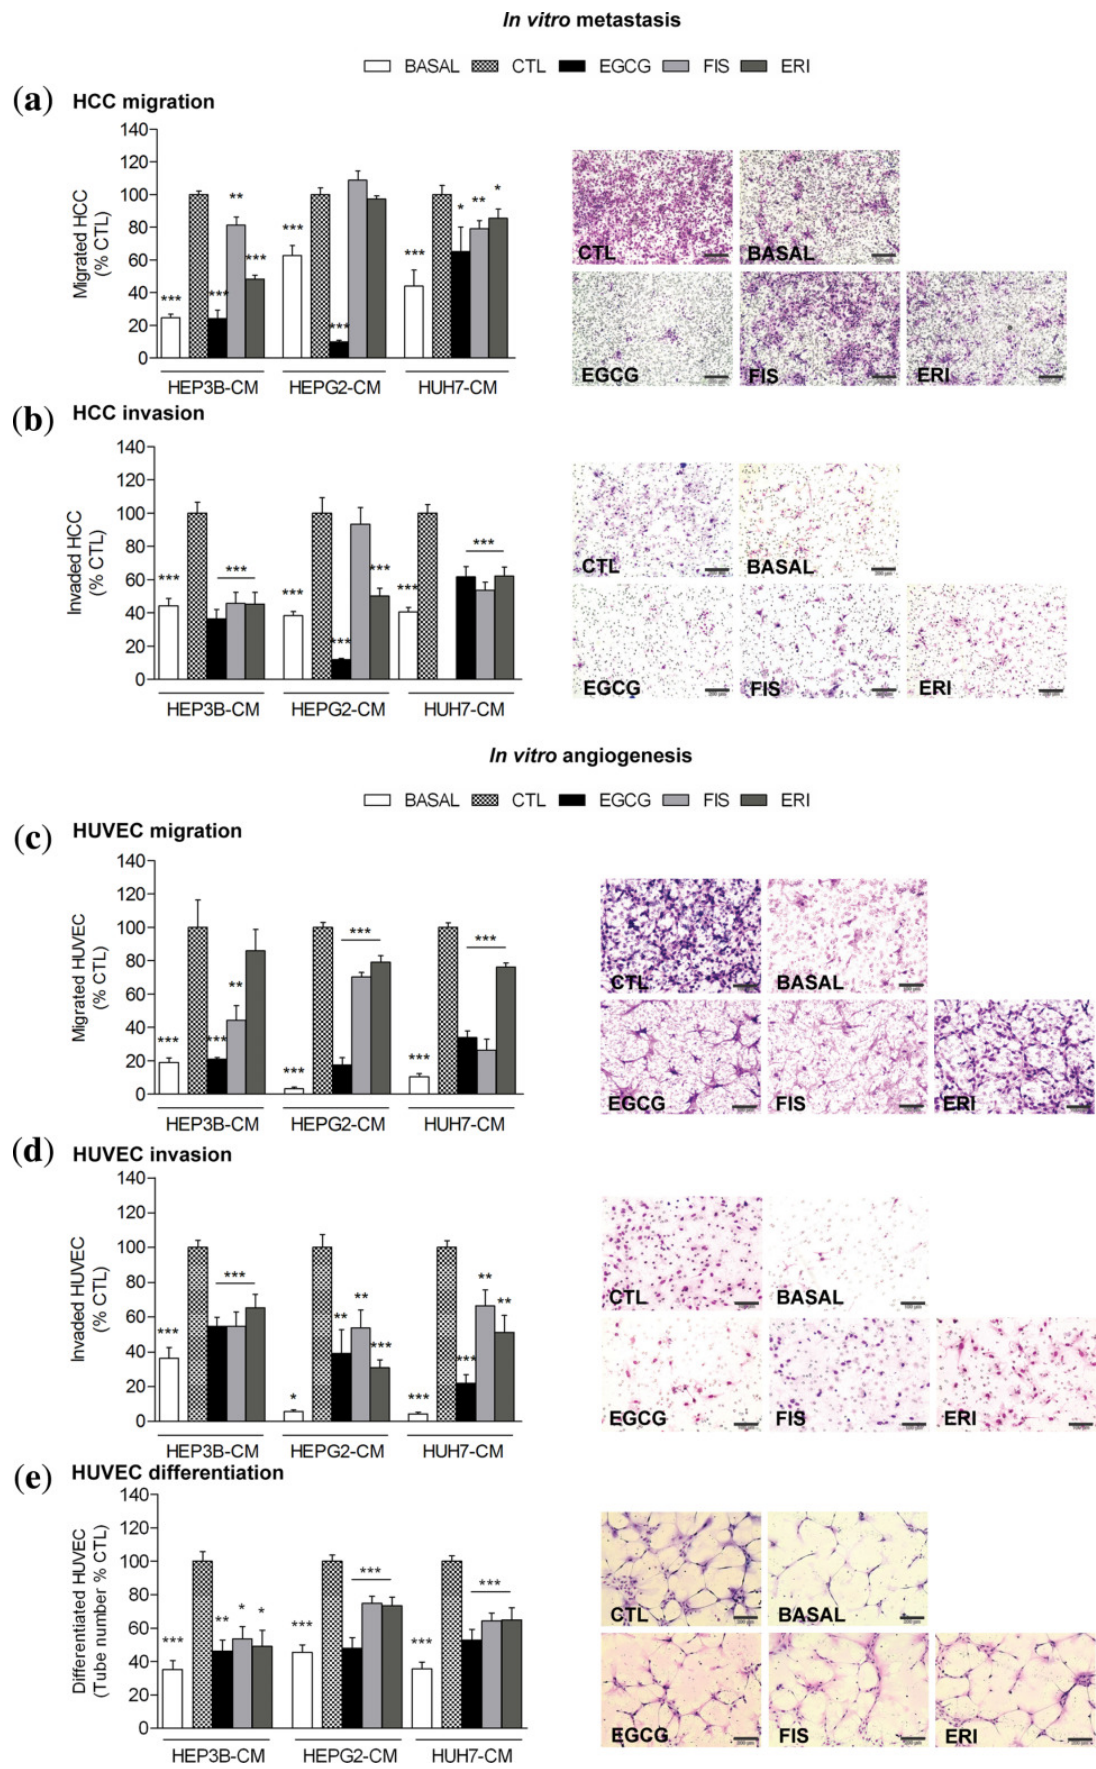 In vitro metastasis
BASAL CTL EGCG FIS ERI
(a) HCC migration
Migrated HCC
(% CTL)
140
120
100
80
60
40
20
0
*** *** ** ***
*** ***
*** * ** *
HEP3B-CM HEPG2-CM HUH7-CM
CTL BASAL
EGCG FIS ERI
(b) HCC invasion
Invaded HCC
(% CTL)
140
120
100
80
60
40
20
0
*** ***
*** *** ***
*** ***
HEP3B-CM HEPG2-CM HUH7-CM
CTL BASAL
EGCG FIS ERI
In vitro angiogenesis
BASAL CTL EGCG FIS ERI
(c) HUVEC migration
Migrated HUVEC
(% CTL)
140
120
100
80
60
40
20
0
*** *** **
*** ***
*** ***
HEP3B-CM HEPG2-CM HUH7-CM
CTL BASAL
EGCG FIS ERI
(d) HUVEC invasion
Invaded HUVEC
(% CTL)
140
120
100
80
60
40
20
0
*** ***
* ** ** ***
*** *** ** **
HEP3B-CM HEPG2-CM HUH7-CM
CTL BASAL
EGCG FIS ERI
(e) HUVEC differentiation
Differentiated HUVEC
(Tube number % CTL)
140
120
100
80
60
40
20
0
*** ** * *
*** ***
*** ***
HEP3B-CM HEPG2-CM HUH7-CM
CTL BASAL
EGCG FIS ERI